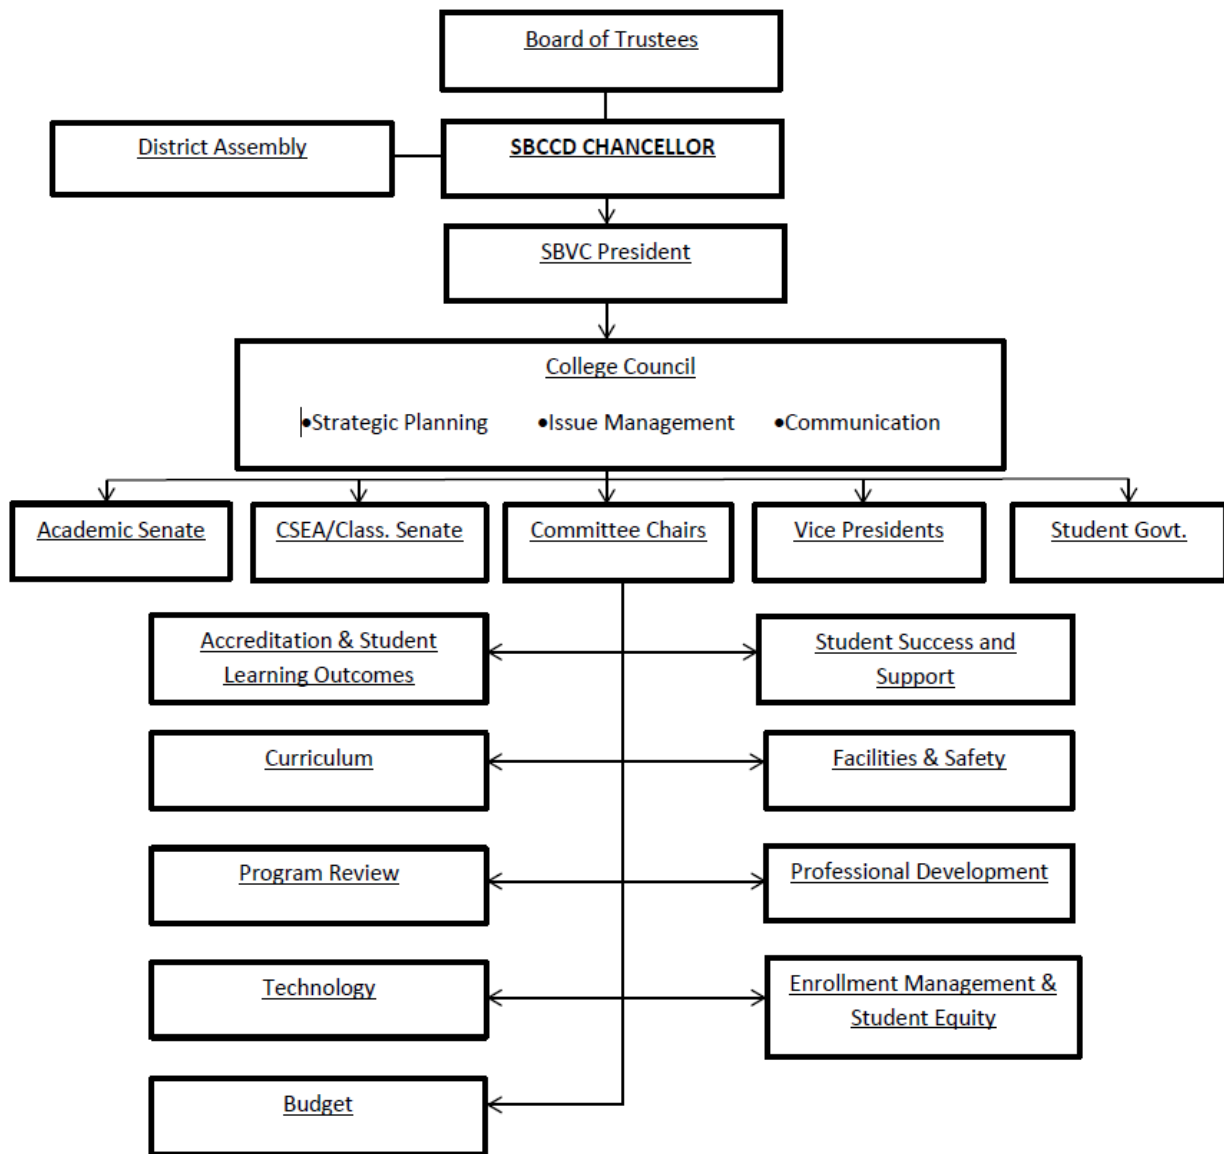 Board of Trustees
District Assembly
SBCCD CHANCELLOR
SBVC President
College Council
•Strategic Planning •Issue Management •Communication
Academic Senate
CSEA/Class. Senate
Committee Chairs
Vice Presidents
Student Govt.
Accreditation & Student
Learning Outcomes
Student Success and
Support
Curriculum
Facilities & Safety
Program Review
Professional Development
Technology
Enrollment Management &
Student Equity
Budget